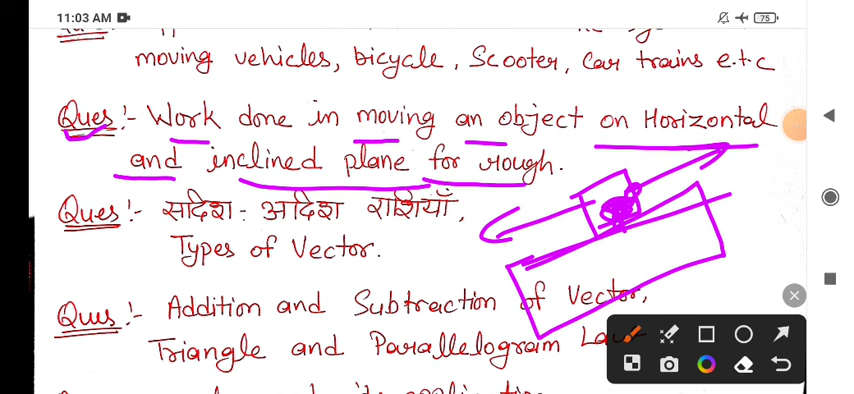 11:03 AM
75
moving vehicles, bicycle, Scooter, Car trains e.t.c
Ques :- Work done in moving an object on Horizontal
and inclined plane for rough.
Ques :- सदिश - आदिश राशियाँ,
Types of Vector.
Ques :- Addition and Subtraction of Vector,
Triangle and Parallelogram